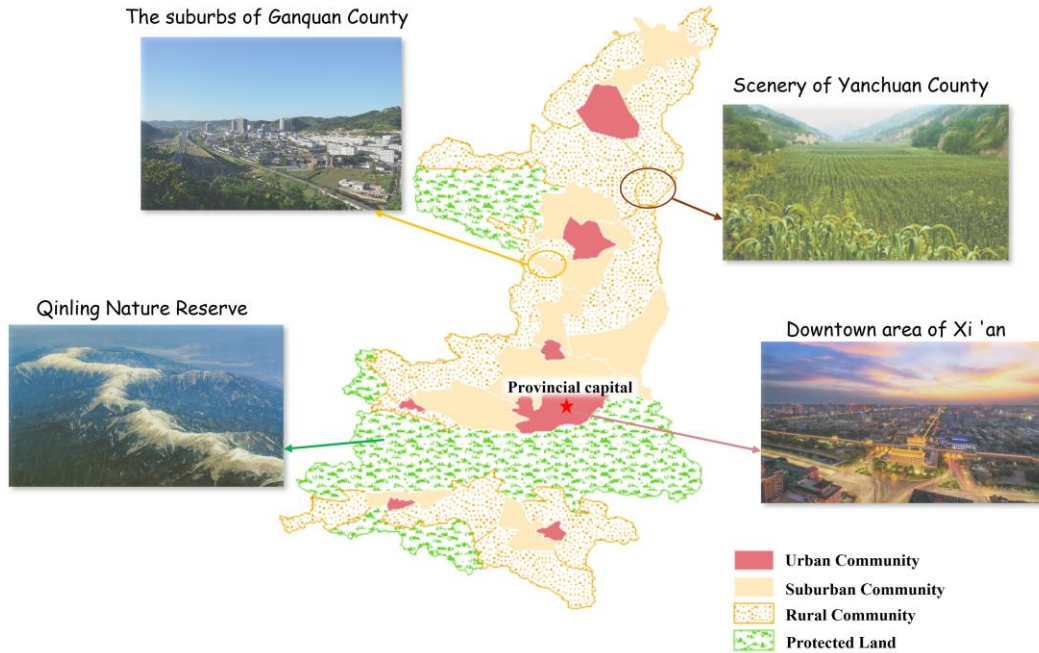 The suburbs of Ganquan County
Scenery of Yanchuan County
Qinling Nature Reserve
Downtown area of Xi 'an
Provincial capital
Urban Community
Suburban Community
Rural Community
Protected Land